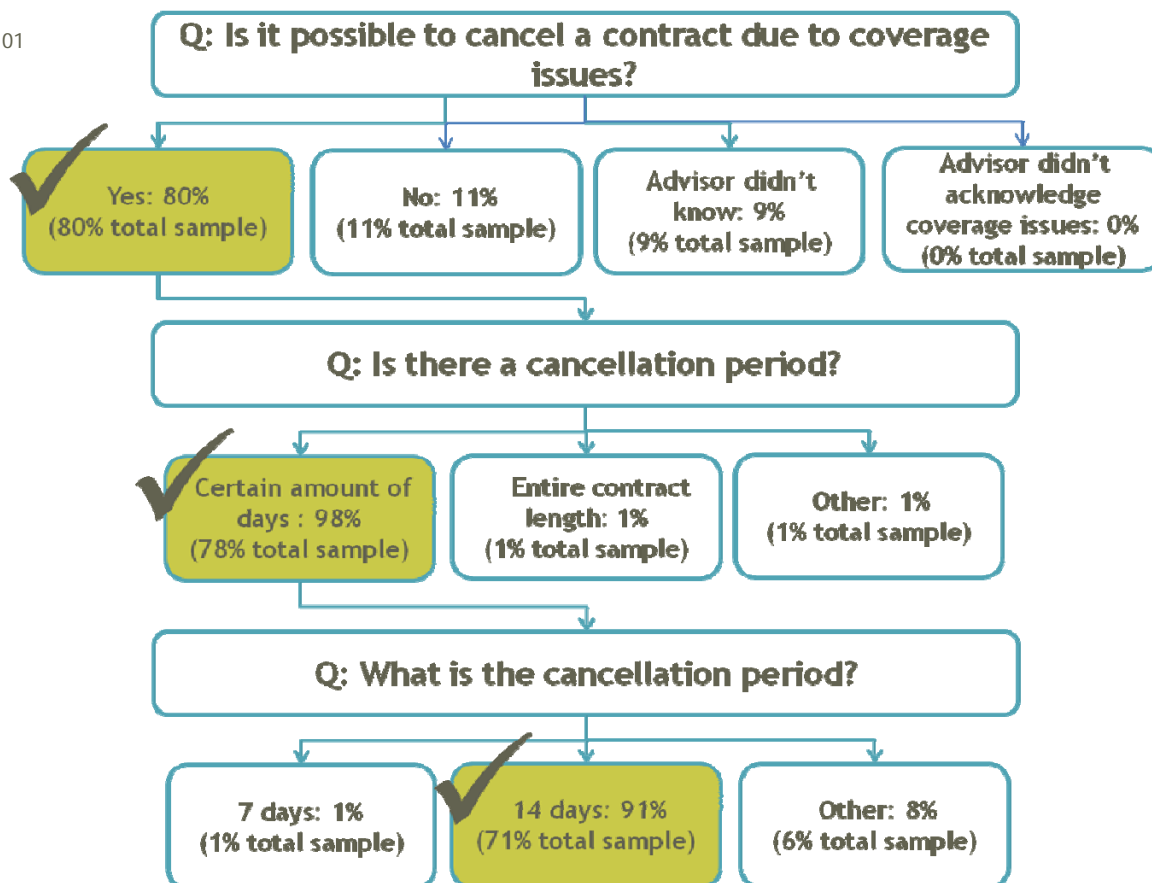 01
Q: Is it possible to cancel a contract due to coverage
issues?
Yes: 80%
(80% total sample)
No: 11%
(11% total sample)
Advisor didn't
know: 9%
(9% total sample)
Advisor didn't
acknowledge
coverage issues: 0%
(0% total sample)
Q: Is there a cancellation period?
Certain amount of
days : 98%
(78% total sample)
Entire contract
length: 1%
(1% total sample)
Other: 1%
(1% total sample)
Q: What is the cancellation period?
7 days: 1%
(1% total sample)
14 days: 91%
(71% total sample)
Other: 8%
(6% total sample)